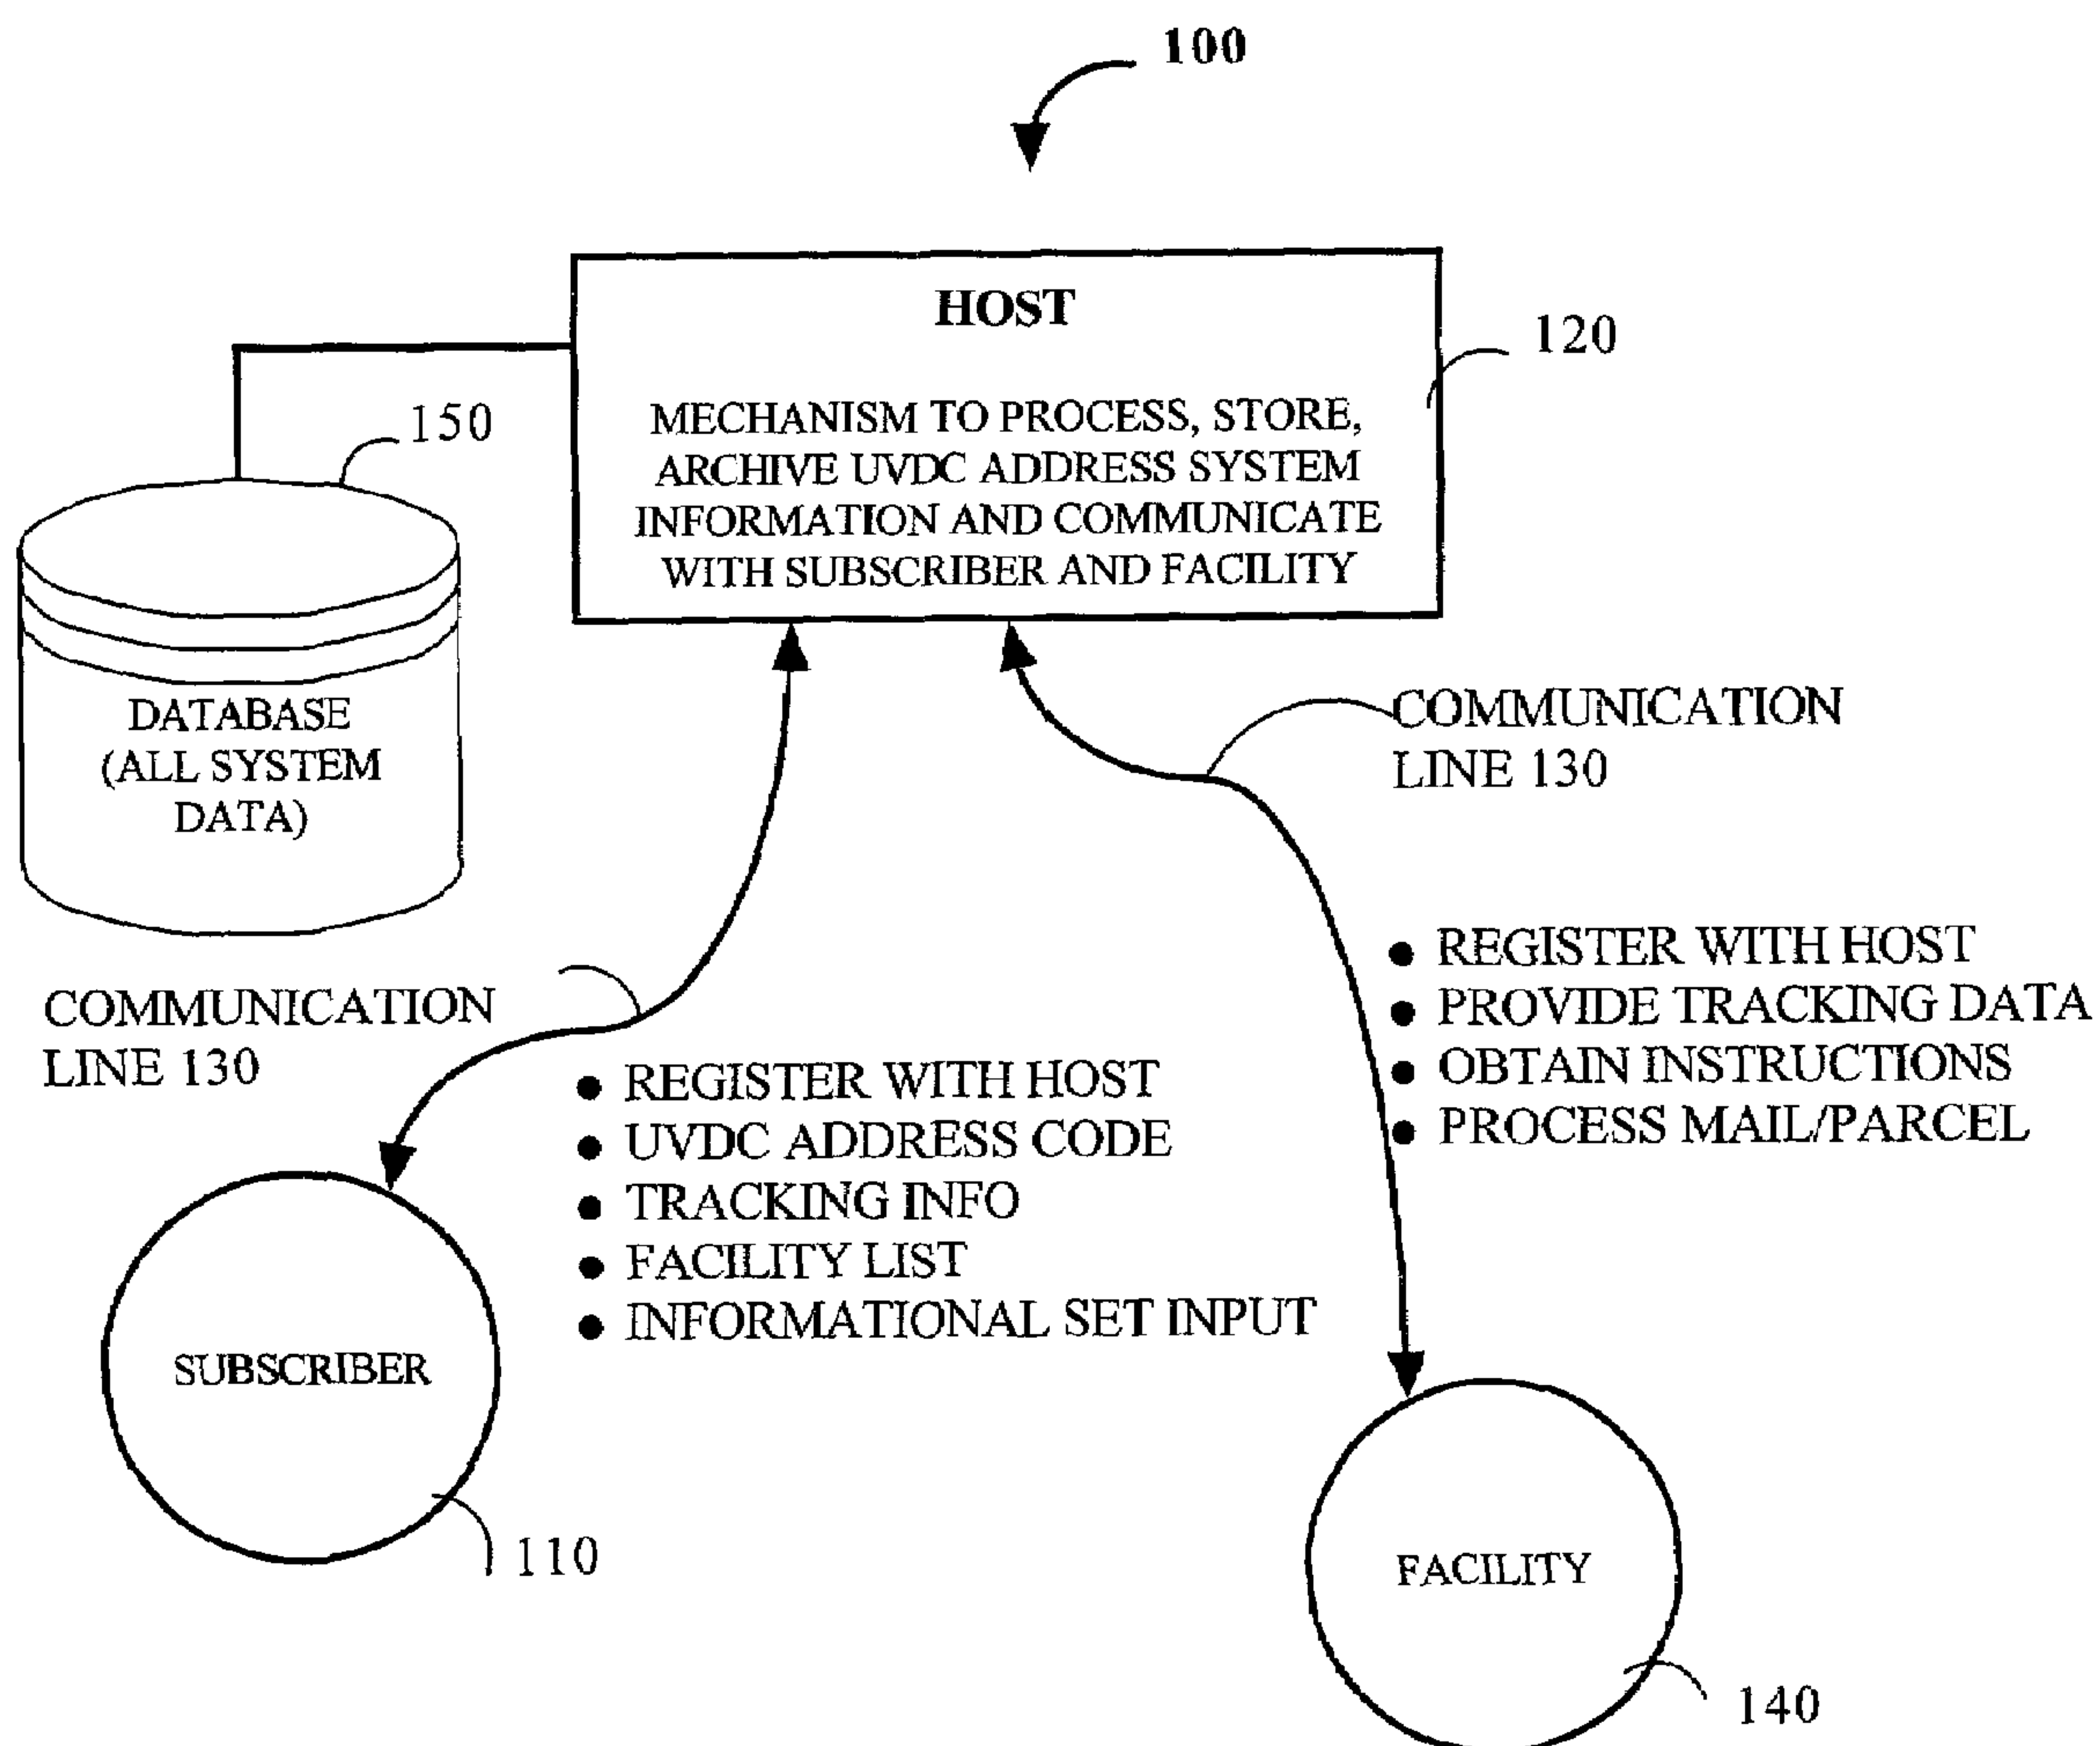 100
HOST
120
MECHANISM TO PROCESS, STORE,
ARCHIVE UVDC ADDRESS SYSTEM
INFORMATION AND COMMUNICATE
WITH SUBSCRIBER AND FACILITY
150
DATABASE
(ALL SYSTEM
DATA)
COMMUNICATION
LINE 130
COMMUNICATION
LINE 130
• REGISTER WITH HOST
• PROVIDE TRACKING DATA
• OBTAIN INSTRUCTIONS
• PROCESS MAIL/PARCEL
• REGISTER WITH HOST
• UVDC ADDRESS CODE
• TRACKING INFO
• FACILITY LIST
• INFORMATIONAL SET INPUT
SUBSCRIBER
110
FACILITY
140